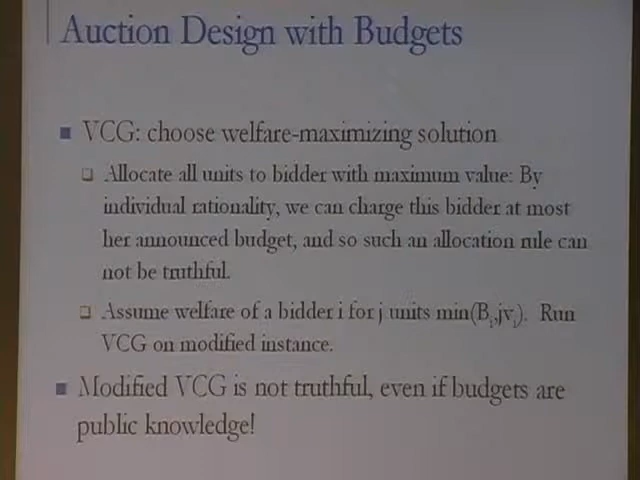 Auction Design with Budgets
VCG: choose welfare-maximizing solution
Allocate all units to bidder with maximum value: By
individual rationality, we can charge this bidder at most
her announced budget, and so such an allocation rule can
not be truthful.
Assume welfare of a bidder i for j units min(Bi,jvi). Run
VCG on modified instance.
Modified VCG is not truthful, even if budgets are
public knowledge!